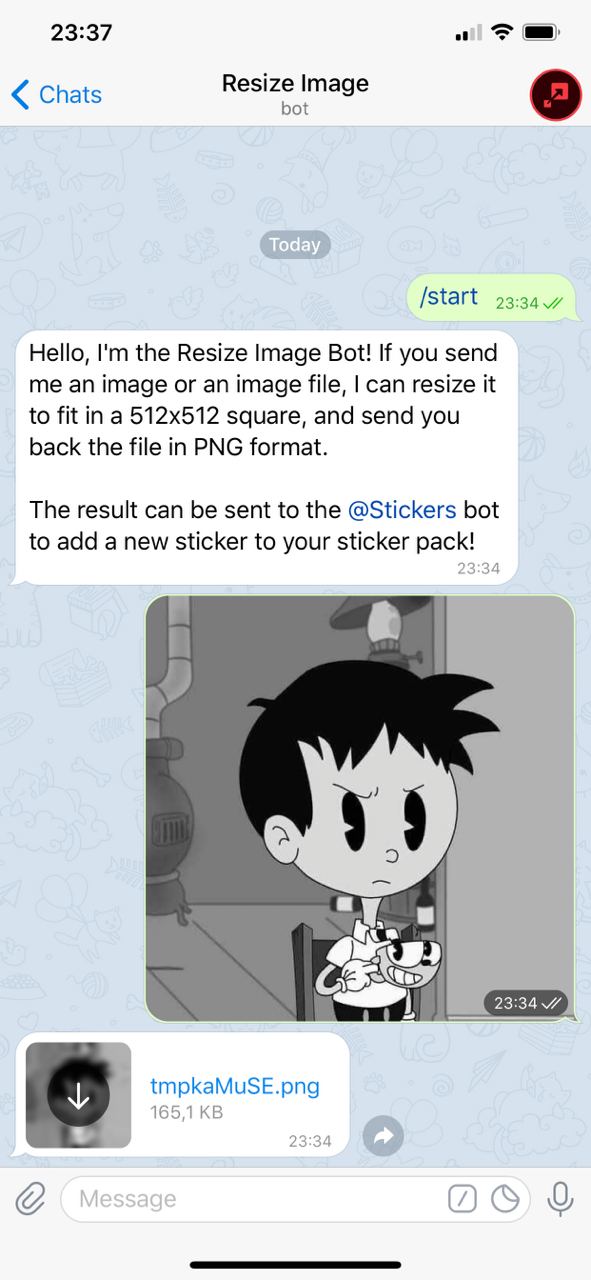 23:37
Chats
Resize Image
bot
Today
/start 23:34
Hello, I'm the Resize Image Bot! If you send
me an image or an image file, I can resize it
to fit in a 512x512 square, and send you
back the file in PNG format.
The result can be sent to the @Stickers bot
to add a new sticker to your sticker pack!
23:34
23:34
tmpkaMuSE.png
165,1 KB
23:34
Message